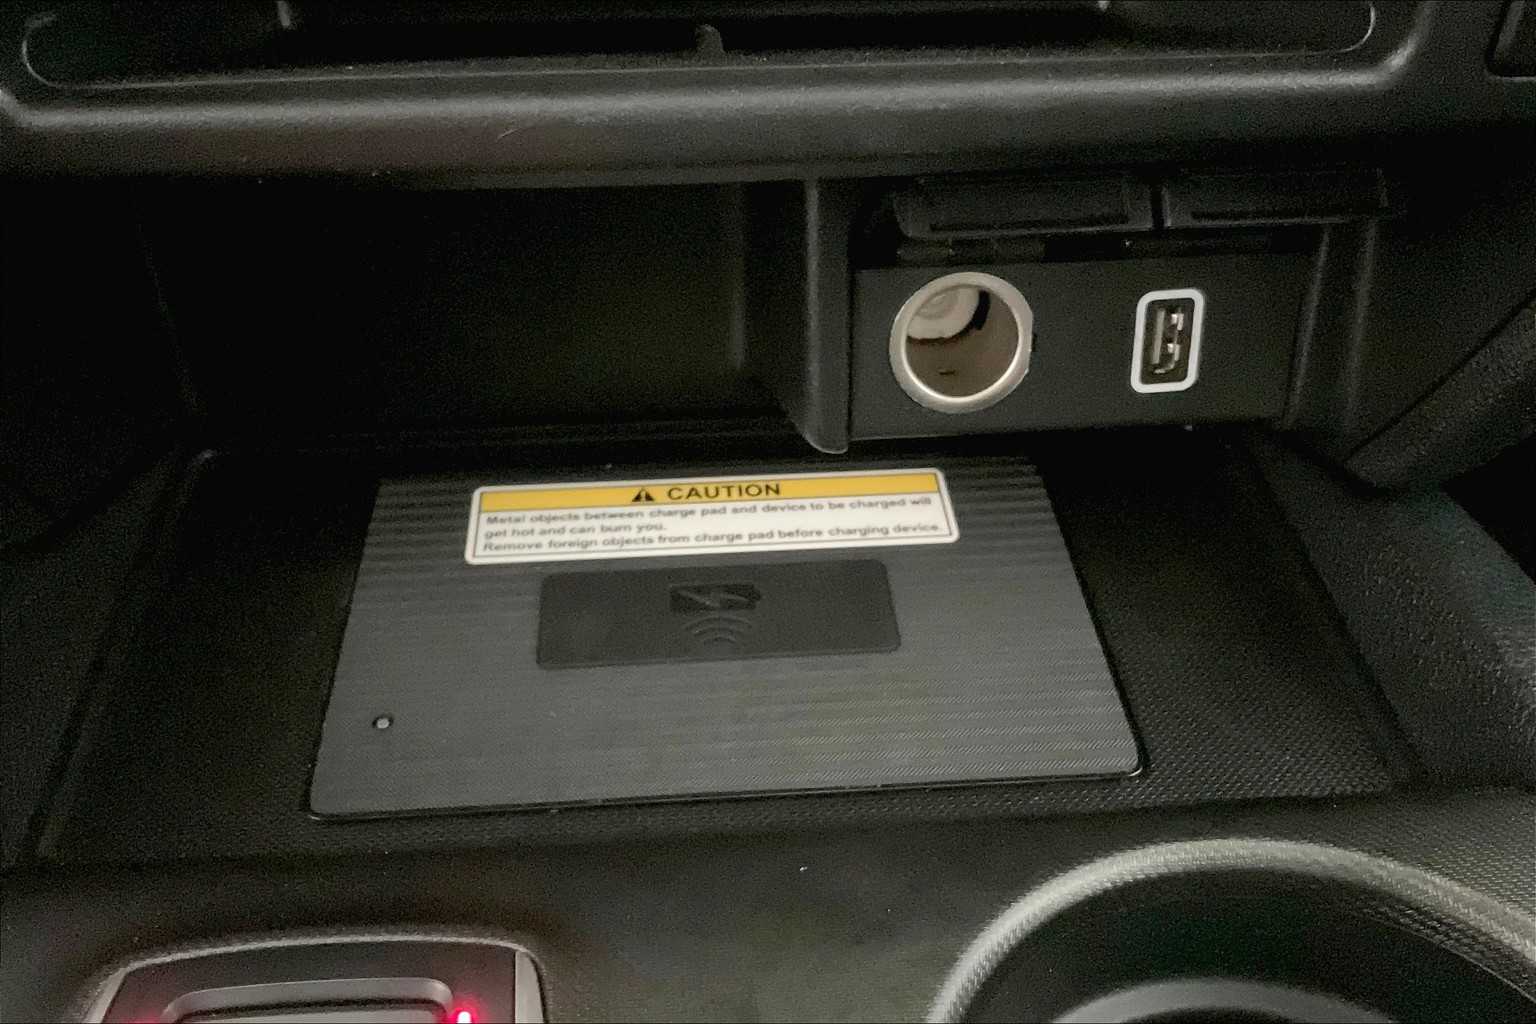 CAUTION
Metal objects between charge pad and device to be charged will
get hot and can burn you.
Remove foreign objects from charge pad before charging device.